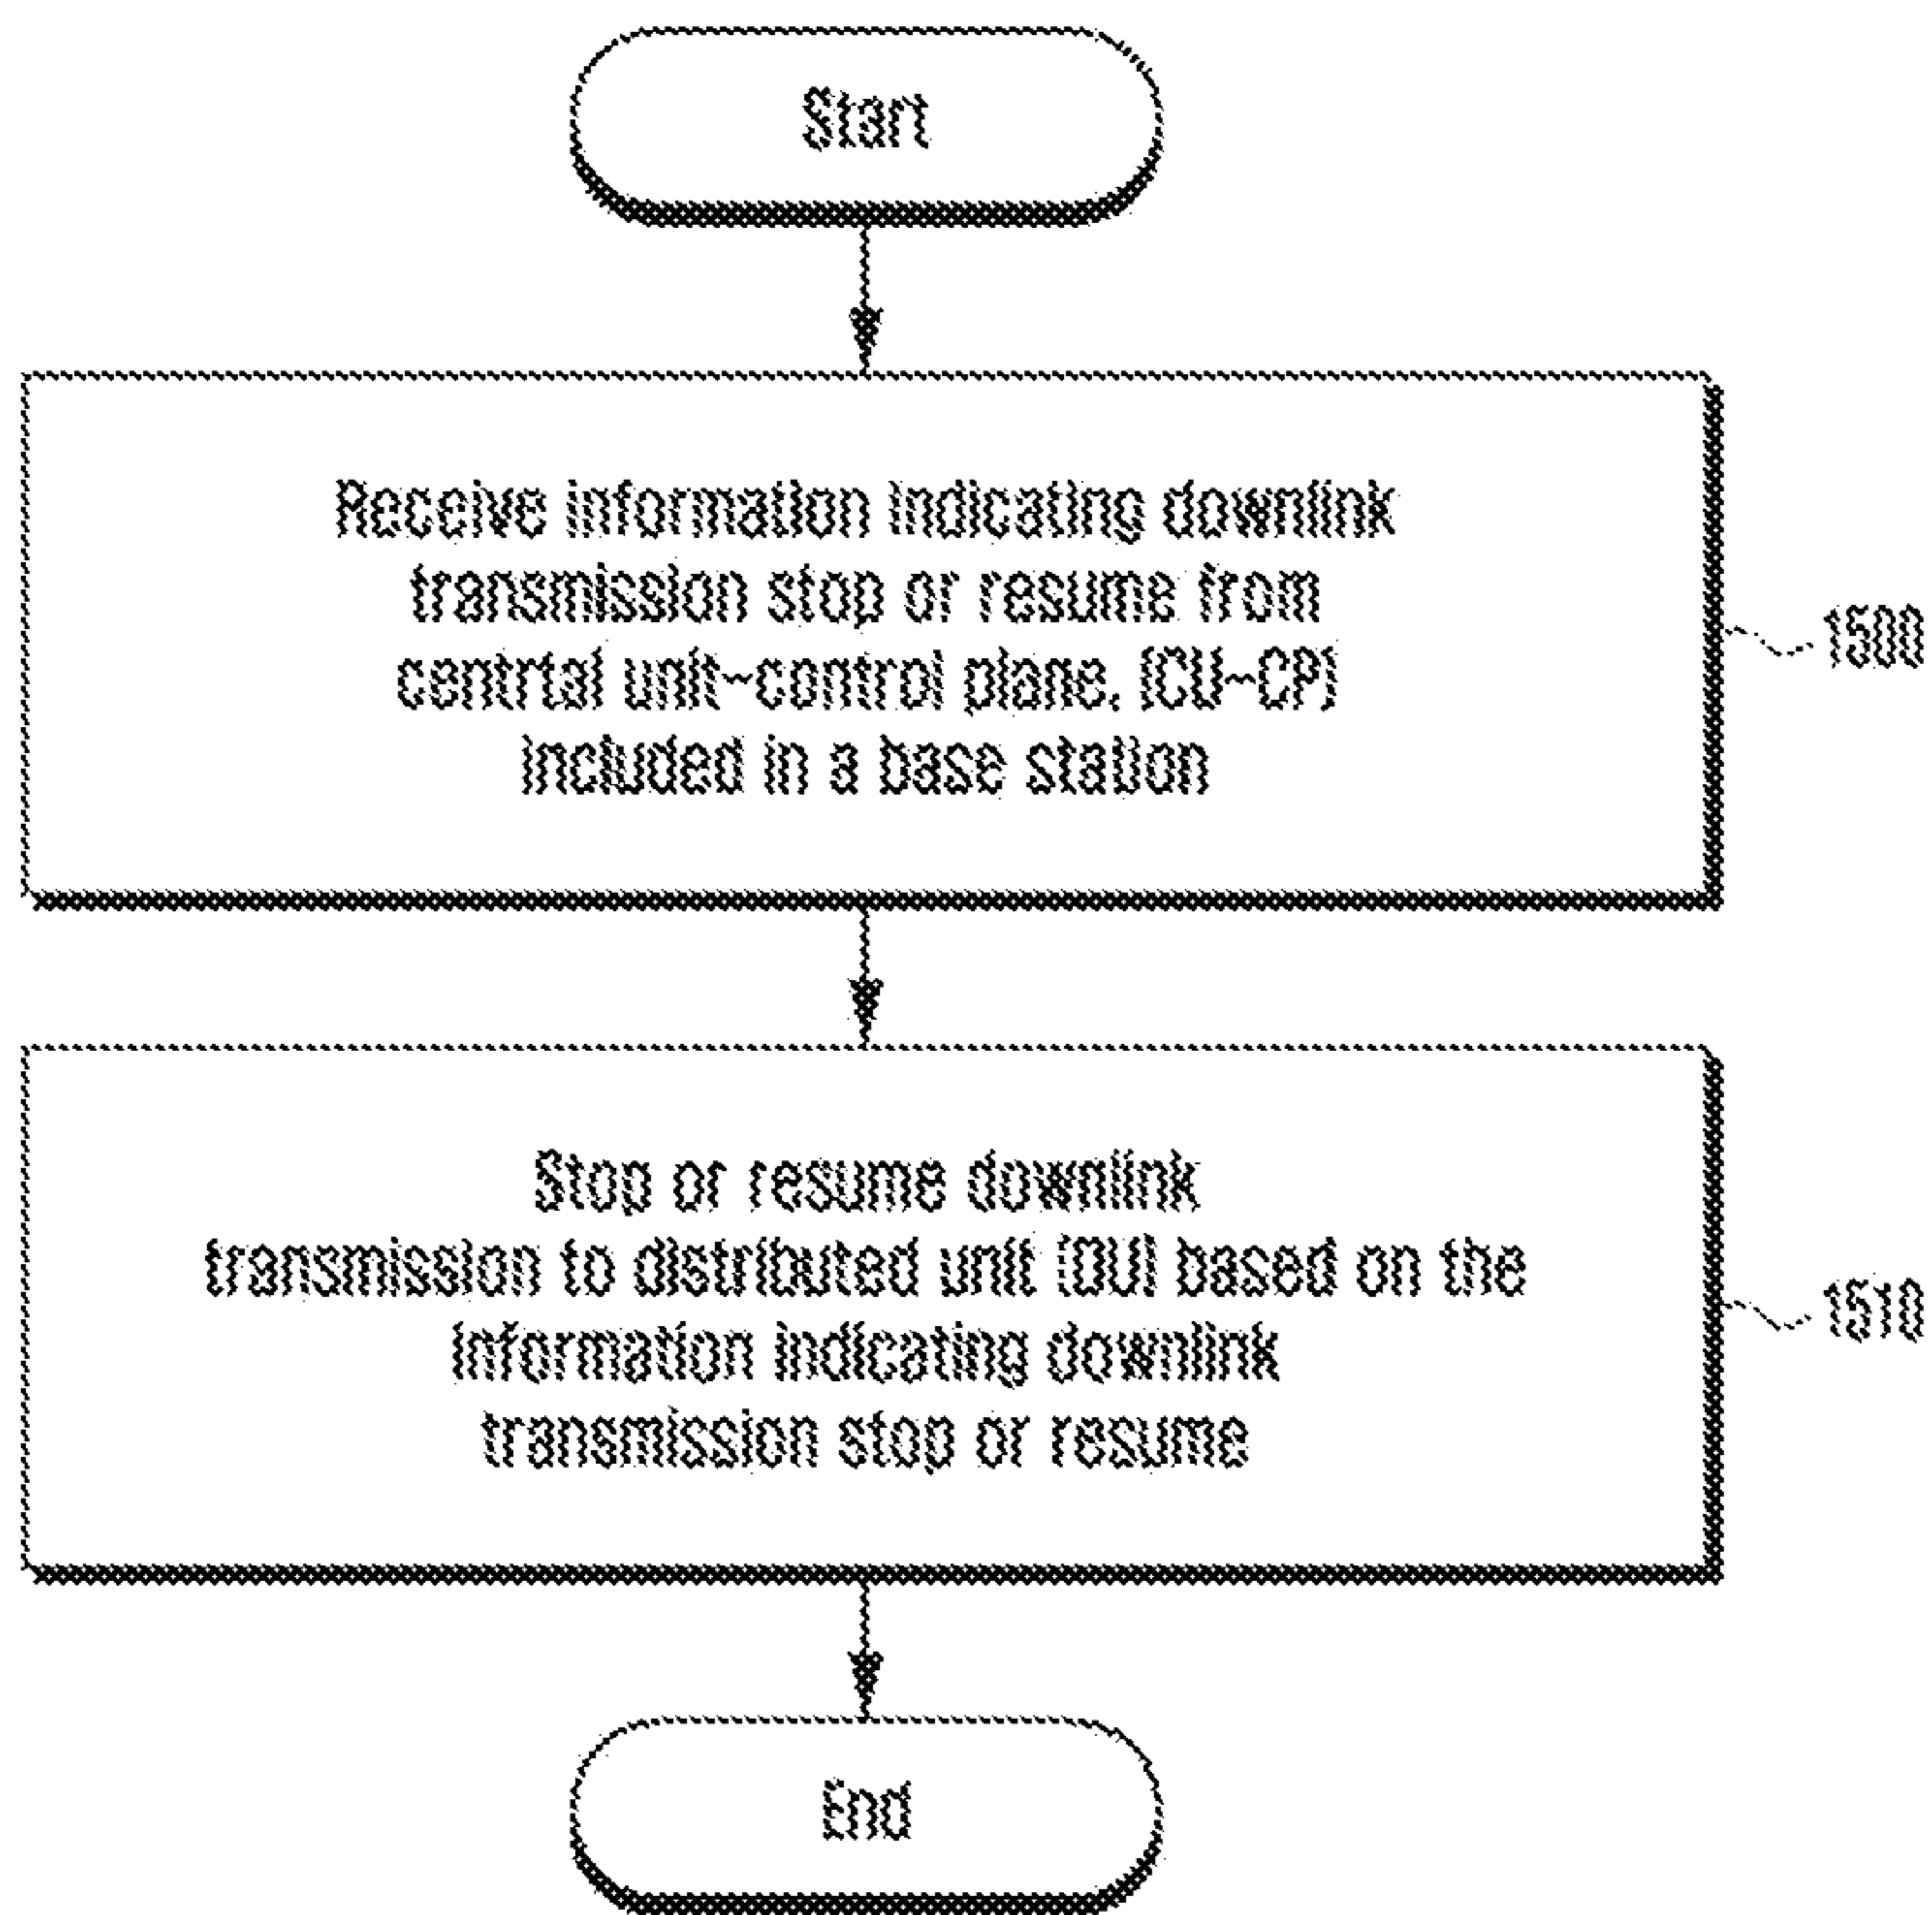 Start
Receive information indicating downlink
transmission stop or resume from
centrtal unit-control plane, (CU-CP)
included in a base station
1500
Stop or resume downlink
transmission to distributed unit (DU) based on the
information indicating downlink
transmission stop or resume
1510
End